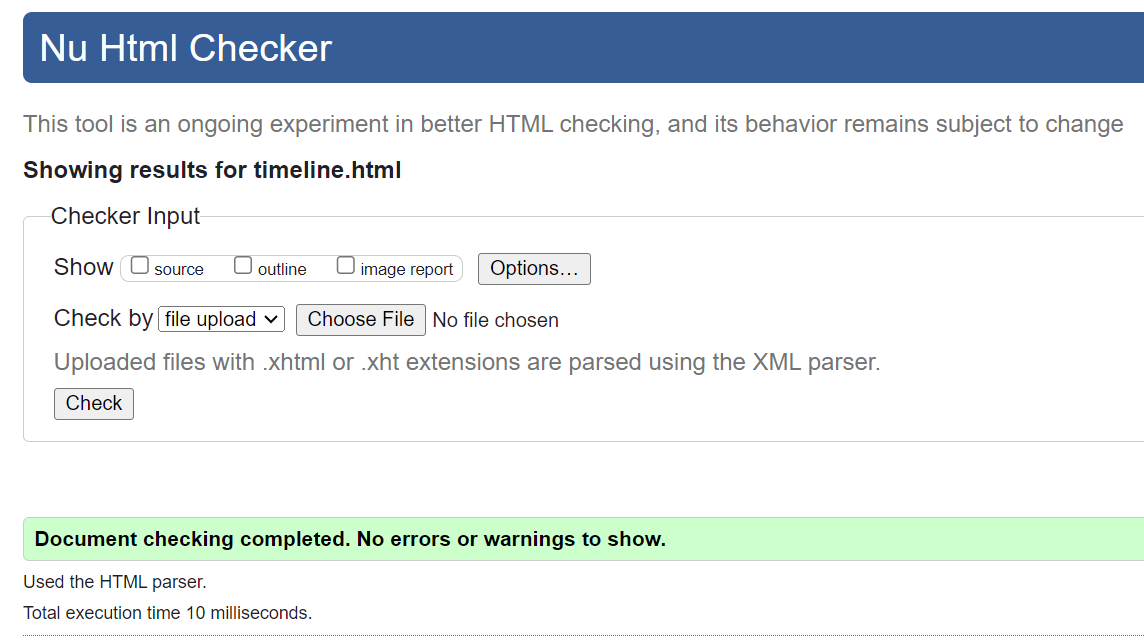 Nu Html Checker
This tool is an ongoing experiment in better HTML checking, and its behavior remains subject to change
Showing results for timeline.html
Checker Input
Show source outline image report Options...
Check by file upload Choose File No file chosen
Uploaded files with .xhtml or .xht extensions are parsed using the XML parser.
Check
Document checking completed. No errors or warnings to show.
Used the HTML parser.
Total execution time 10 milliseconds.